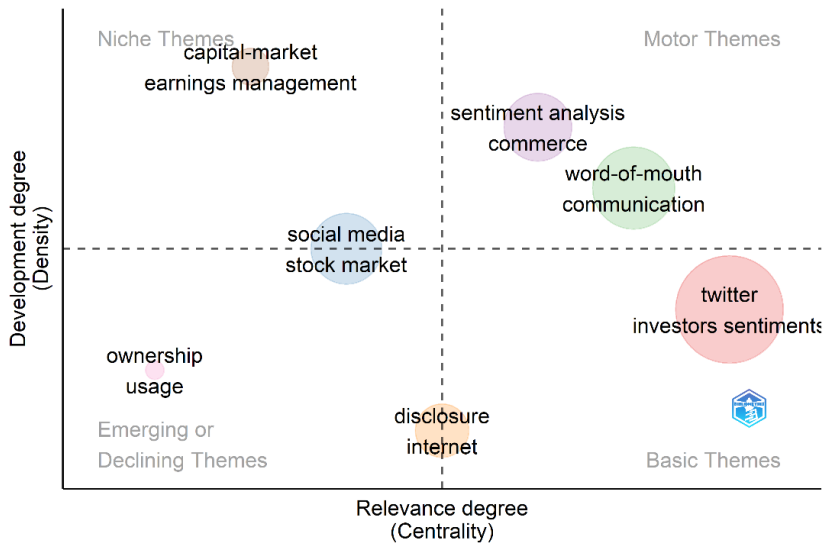 Niche Themes
Motor Themes
capital-market
earnings management
sentiment analysis
commerce
word-of-mouth
communication
social media
stock market
twitter
investors sentiments
ownership
usage
disclosure
internet
Emerging or
Declining Themes
Basic Themes
Development degree
(Density)
Relevance degree
(Centrality)